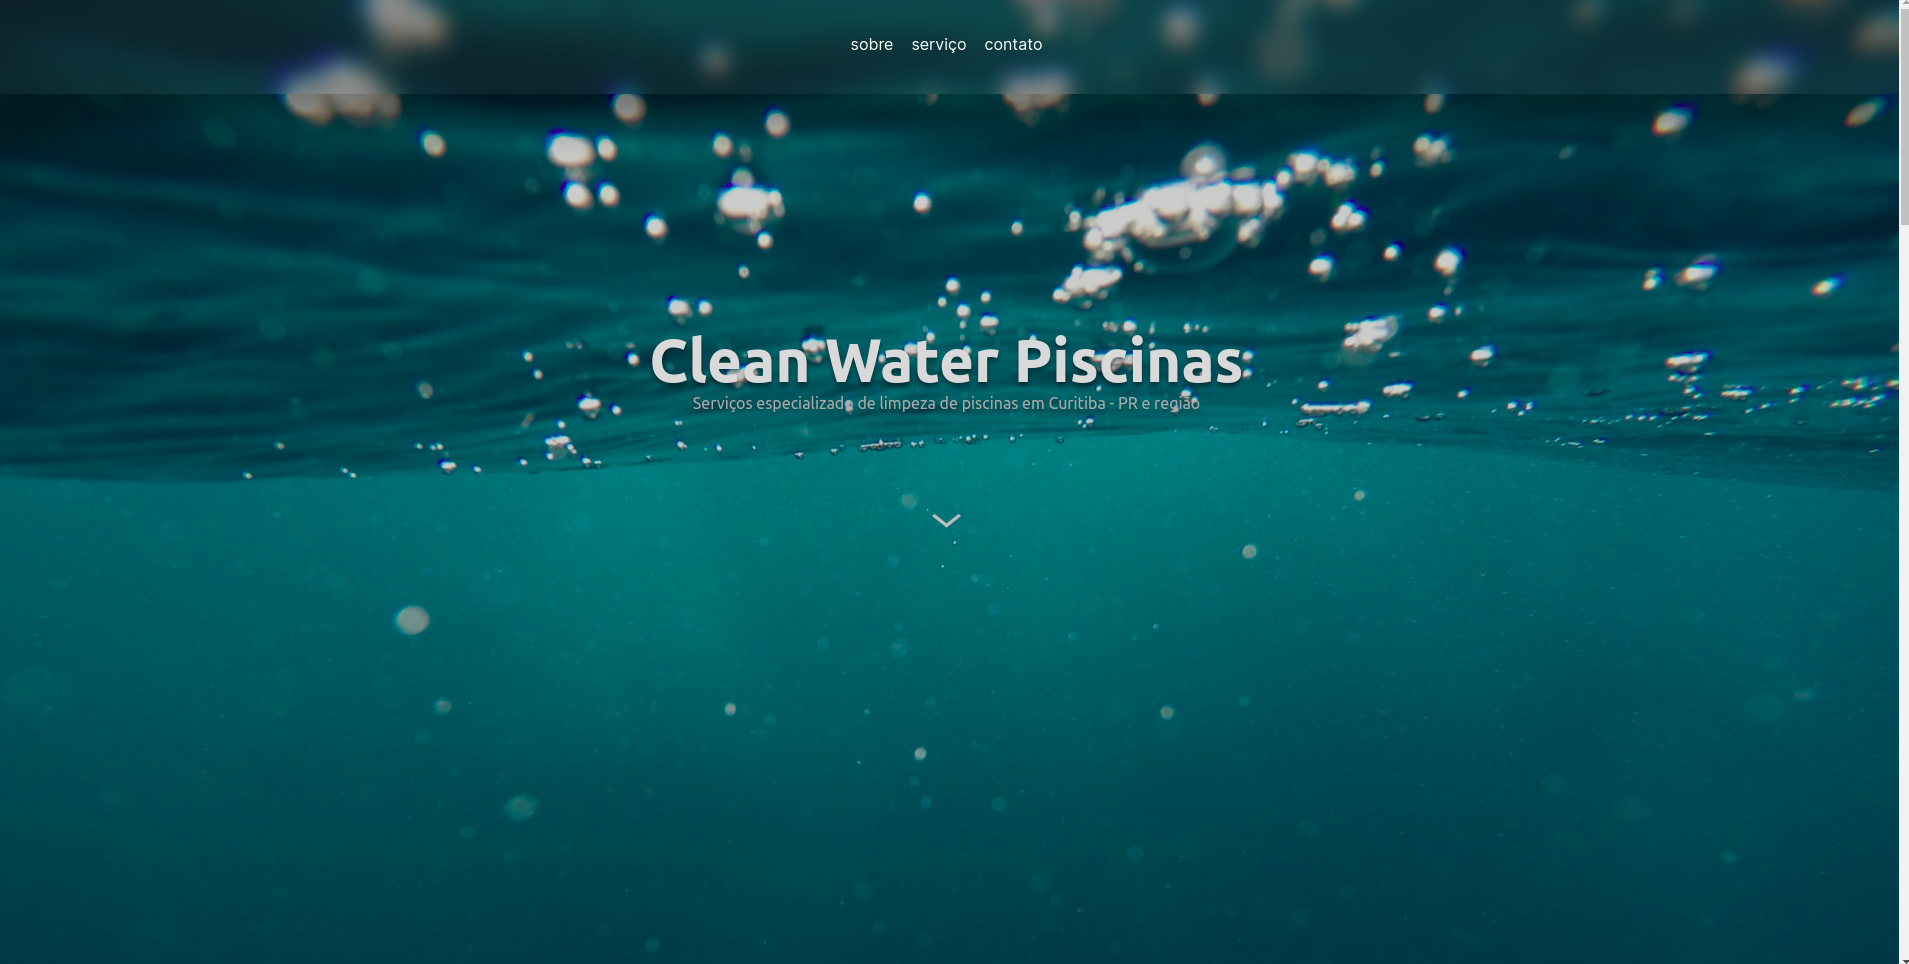 sobre serviço contato
Clean Water Piscinas
Serviços especializado de limpeza de piscinas em Curitiba - PR e região